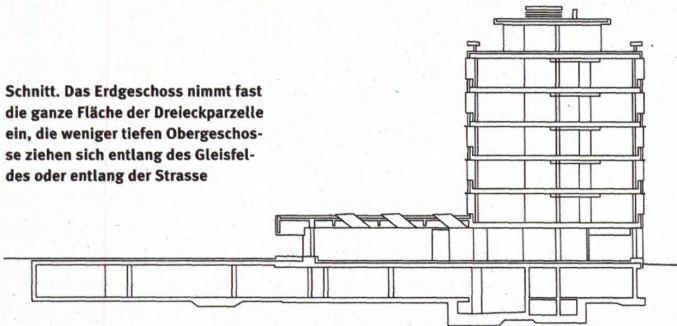 Schnitt. Das Erdgeschoss nimmt fast
die ganze Fläche der Dreieckparzelle
ein, die weniger tiefen Obergeschos-
se ziehen sich entlang des Gleisfel-
des oder entlang der Strasse